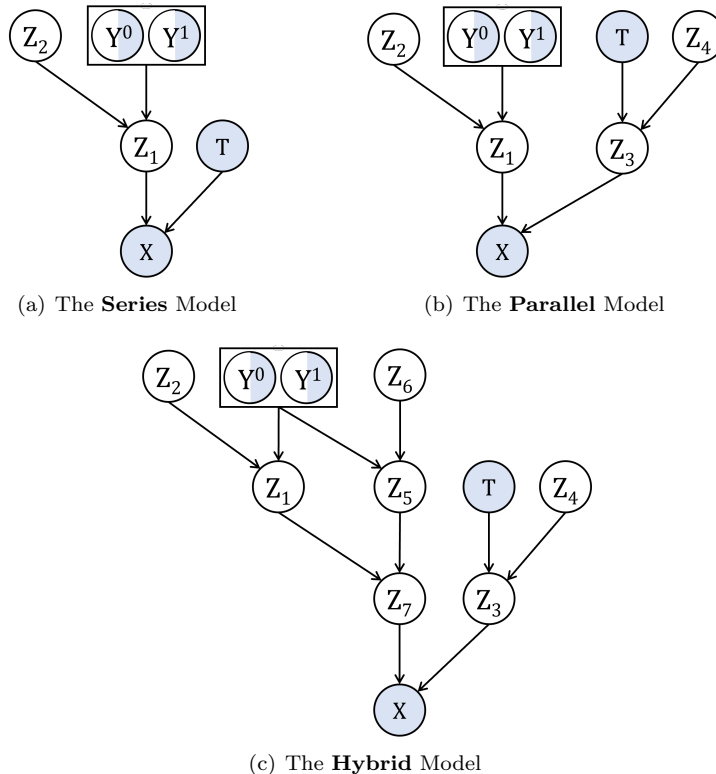 Z2 Y0 Y1
Z1 T
X
(a) The Series Model
Z2 Y0 Y1 T Z4
Z1 Z3
X
(b) The Parallel Model
Z2 Y0 Y1 Z6
Z1 Z5 T Z4
Z7 Z3
X
(c) The Hybrid Model